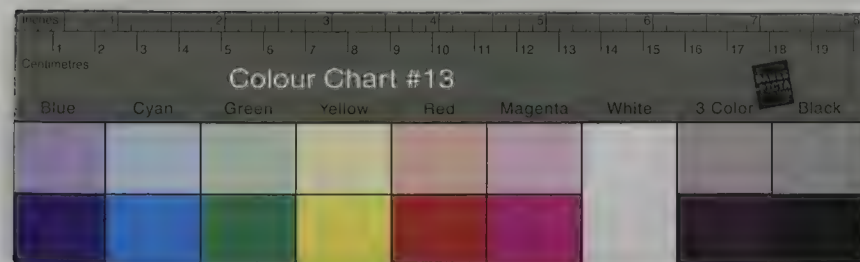 Inches 1 2 3 4 5 6 7
1 2 3 4 5 6 7 8 9 10 11 12 13 14 15 16 17 18 19
Centimetres
Colour Chart #13
Blue Cyan Green Yellow Red Magenta White 3 Color Black